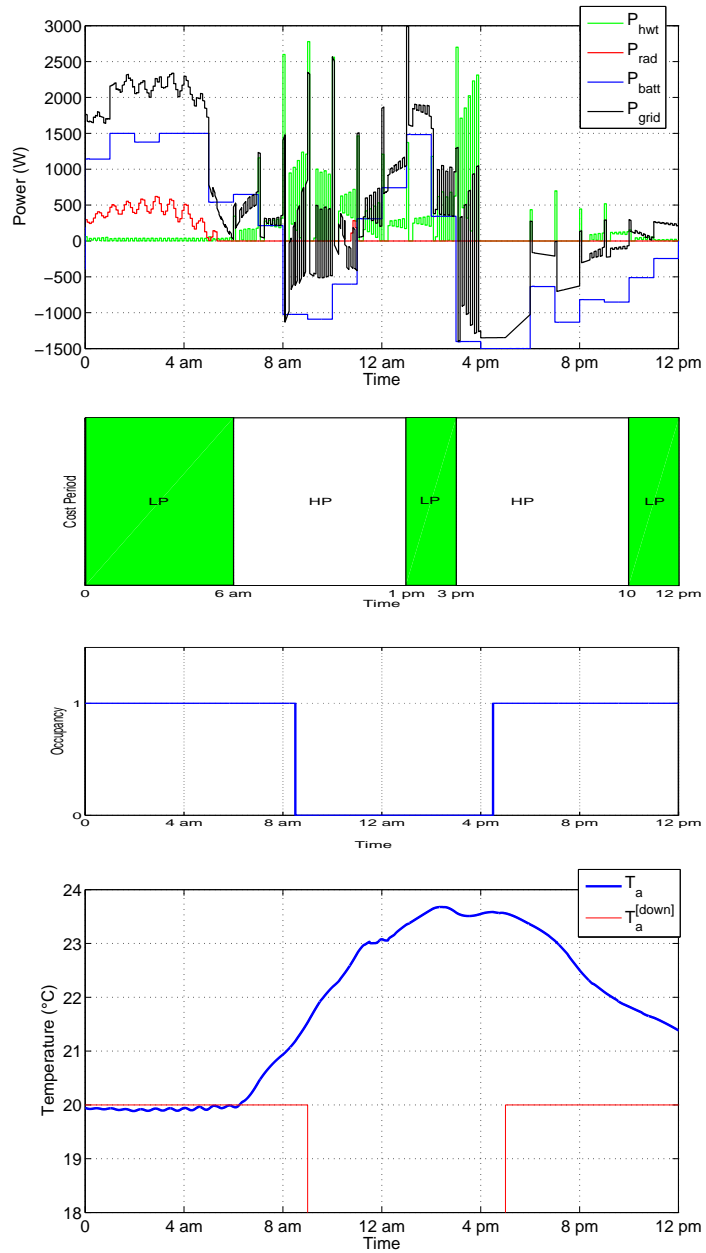 3000
2500
2000
1500
1000
500
0
−500
−1000
−1500
Power (W)
P_hwt
P_rad
P_batt
P_grid
0 4 am 8 am 12 am 4 pm 8 pm 12 pm
Time
Cost Period
LP HP LP HP LP
0 6 am 1 pm 3 pm 10 12 pm
Time
Occupancy
1
0
0 4 am 8 am 12 am 4 pm 8 pm 12 pm
Time
24
23
22
21
20
19
18
Temperature (°C)
T_a
T_a^[down]
0 4 am 8 am 12 am 4 pm 8 pm 12 pm
Time